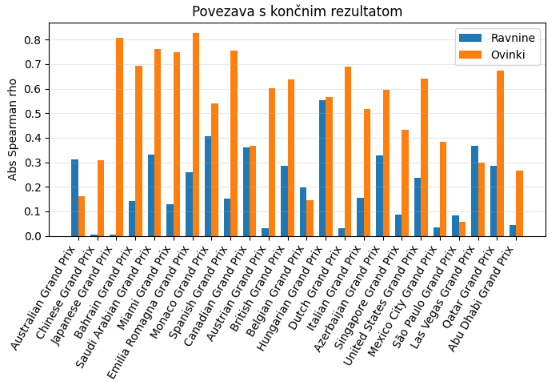 Povezava s končnim rezultatom
Abs Spearman rho
0.8
0.7
0.6
0.5
0.4
0.3
0.2
0.1
0.0
Ravnine
Ovinki
Australian Grand Prix
Chinese Grand Prix
Japanese Grand Prix
Bahrain Grand Prix
Saudi Arabian Grand Prix
Miami Grand Prix
Emilia Romagna Grand Prix
Monaco Grand Prix
Spanish Grand Prix
Canadian Grand Prix
Austrian Grand Prix
British Grand Prix
Belgian Grand Prix
Hungarian Grand Prix
Dutch Grand Prix
Italian Grand Prix
Azerbaijan Grand Prix
Singapore Grand Prix
United States Grand Prix
Mexico City Grand Prix
São Paulo Grand Prix
Las Vegas Grand Prix
Qatar Grand Prix
Abu Dhabi Grand Prix